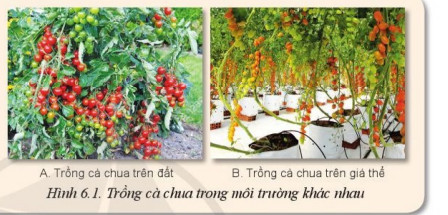 A. Trồng cà chua trên đất
B. Trồng cà chua trên giá thể
Hình 6.1. Trồng cà chua trong môi trường khác nhau